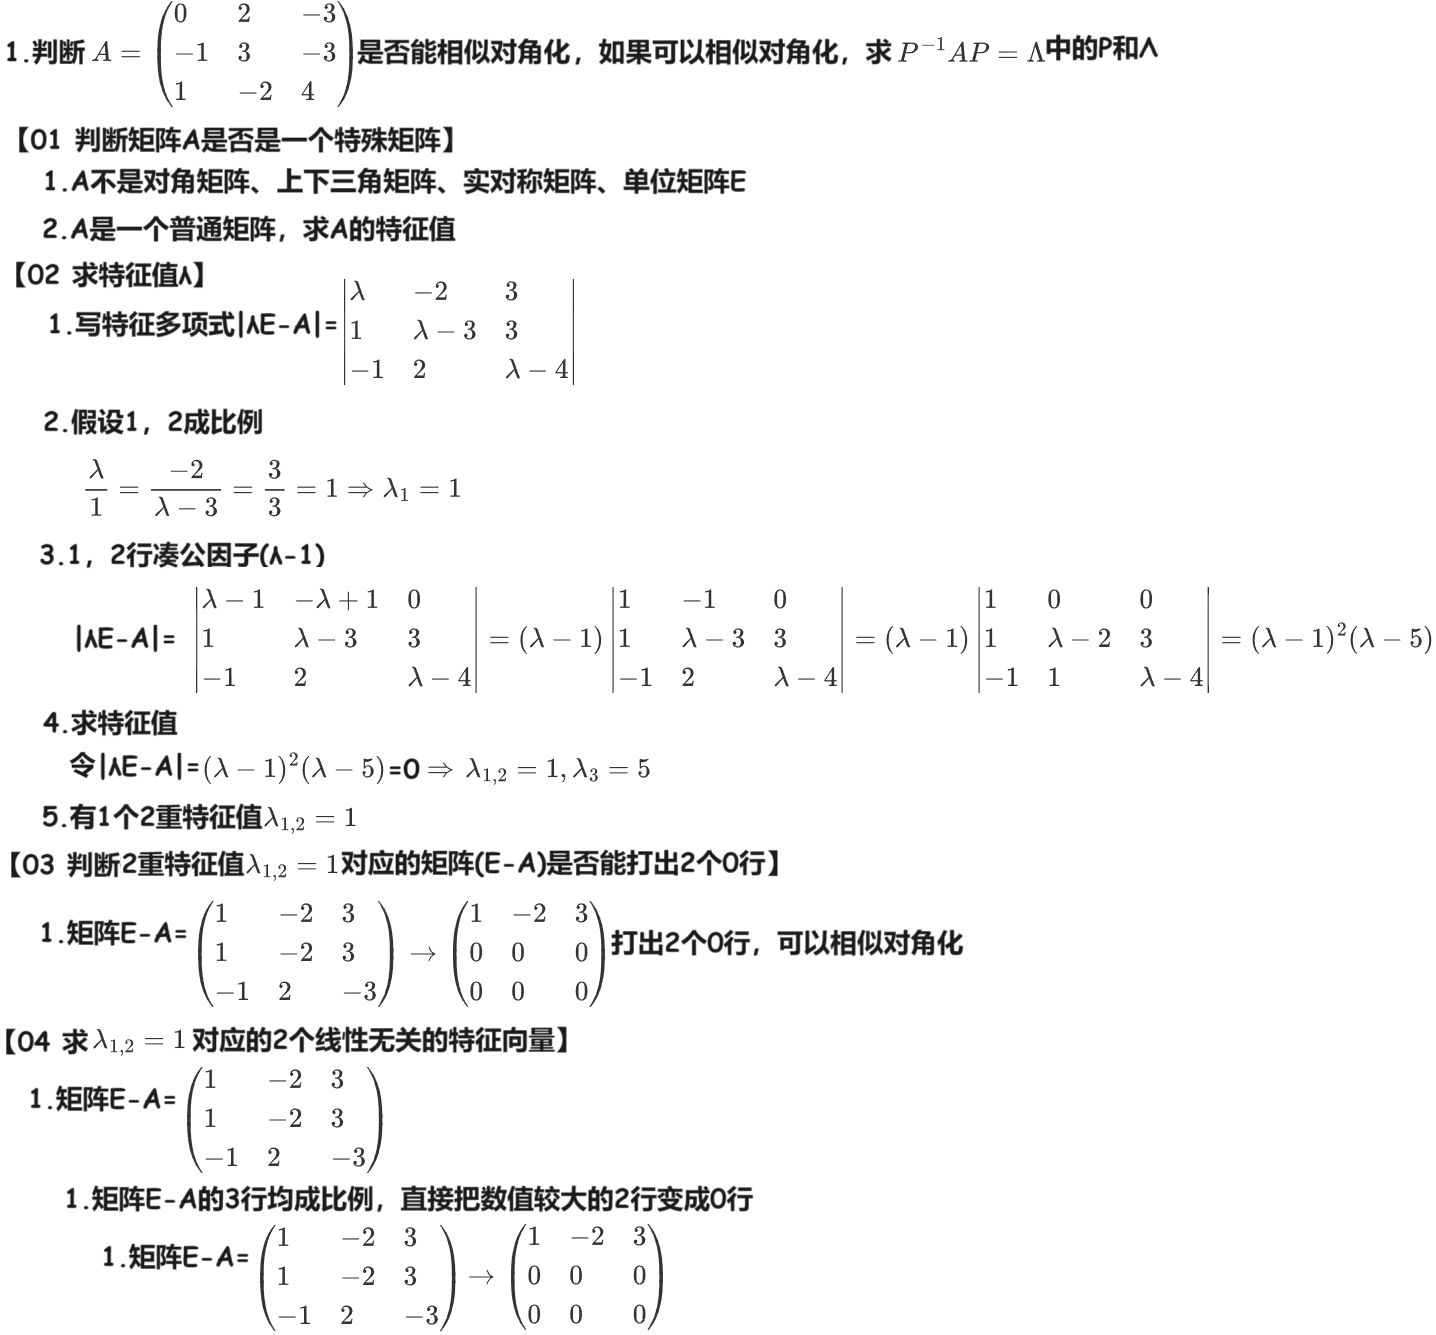 1.判断 $A=\begin{pmatrix}0&2&-3\\-1&3&-3\\1&-2&4\end{pmatrix}$是否能相似对角化，如果可以相似对角化，求 $P^{-1}AP=\Lambda$中的P和Λ
【01 判断矩阵A是否是一个特殊矩阵】
1.A不是对角矩阵、上下三角矩阵、实对称矩阵、单位矩阵E
2.A是一个普通矩阵，求A的特征值
【02 求特征值λ】
1.写特征多项式|λE-A|=$\begin{vmatrix}\lambda&-2&3\\1&\lambda-3&3\\-1&2&\lambda-4\end{vmatrix}$
2.假设1，2成比例
$\frac{\lambda}{1}=\frac{-2}{\lambda-3}=\frac{3}{3}=1\Rightarrow\lambda_1=1$
3.1，2行凑公因子(λ-1)
|λE-A|= $\begin{vmatrix}\lambda-1&-\lambda+1&0\\1&\lambda-3&3\\-1&2&\lambda-4\end{vmatrix}=(\lambda-1)\begin{vmatrix}1&-1&0\\1&\lambda-3&3\\-1&2&\lambda-4\end{vmatrix}=(\lambda-1)\begin{vmatrix}1&0&0\\1&\lambda-2&3\\-1&1&\lambda-4\end{vmatrix}=(\lambda-1)^2(\lambda-5)$
4.求特征值
令|λE-A|=$(\lambda-1)^2(\lambda-5)$=0$\Rightarrow\lambda_{1,2}=1,\lambda_3=5$
5.有1个2重特征值$\lambda_{1,2}=1$
【03 判断2重特征值$\lambda_{1,2}=1$对应的矩阵(E-A)是否能打出2个0行】
1.矩阵E-A=$\begin{pmatrix}1&-2&3\\1&-2&3\\-1&2&-3\end{pmatrix}\to\begin{pmatrix}1&-2&3\\0&0&0\\0&0&0\end{pmatrix}$打出2个0行，可以相似对角化
【04 求$\lambda_{1,2}=1$ 对应的2个线性无关的特征向量】
1.矩阵E-A=$\begin{pmatrix}1&-2&3\\1&-2&3\\-1&2&-3\end{pmatrix}$
1.矩阵E-A的3行均成比例，直接把数值较大的2行变成0行
1.矩阵E-A=$\begin{pmatrix}1&-2&3\\1&-2&3\\-1&2&-3\end{pmatrix}\to\begin{pmatrix}1&-2&3\\0&0&0\\0&0&0\end{pmatrix}$